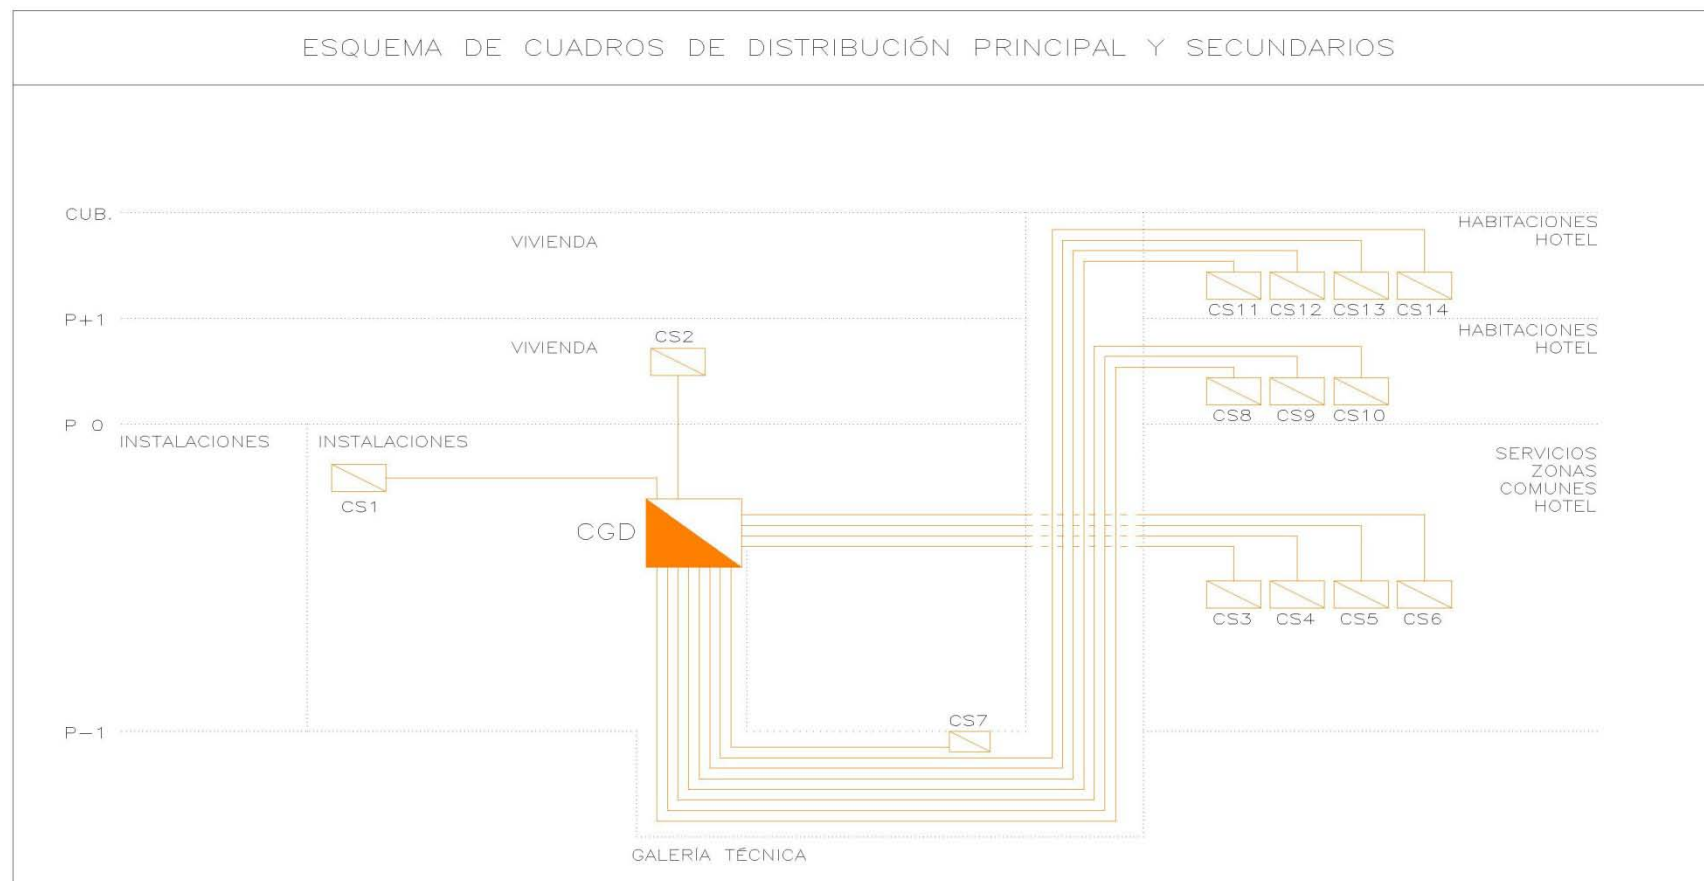 ESQUEMA DE CUADROS DE DISTRIBUCIÓN PRINCIPAL Y SECUNDARIOS
CUB.
VIVIENDA
HABITACIONES
HOTEL
CS11 CS12 CS13 CS14
P+1
VIVIENDA
CS2
HABITACIONES
HOTEL
CS8 CS9 CS10
P 0
INSTALACIONES
INSTALACIONES
CS1
CGD
SERVICIOS
ZONAS
COMUNES
HOTEL
CS3 CS4 CS5 CS6
P-1
CS7
GALERÍA TÉCNICA